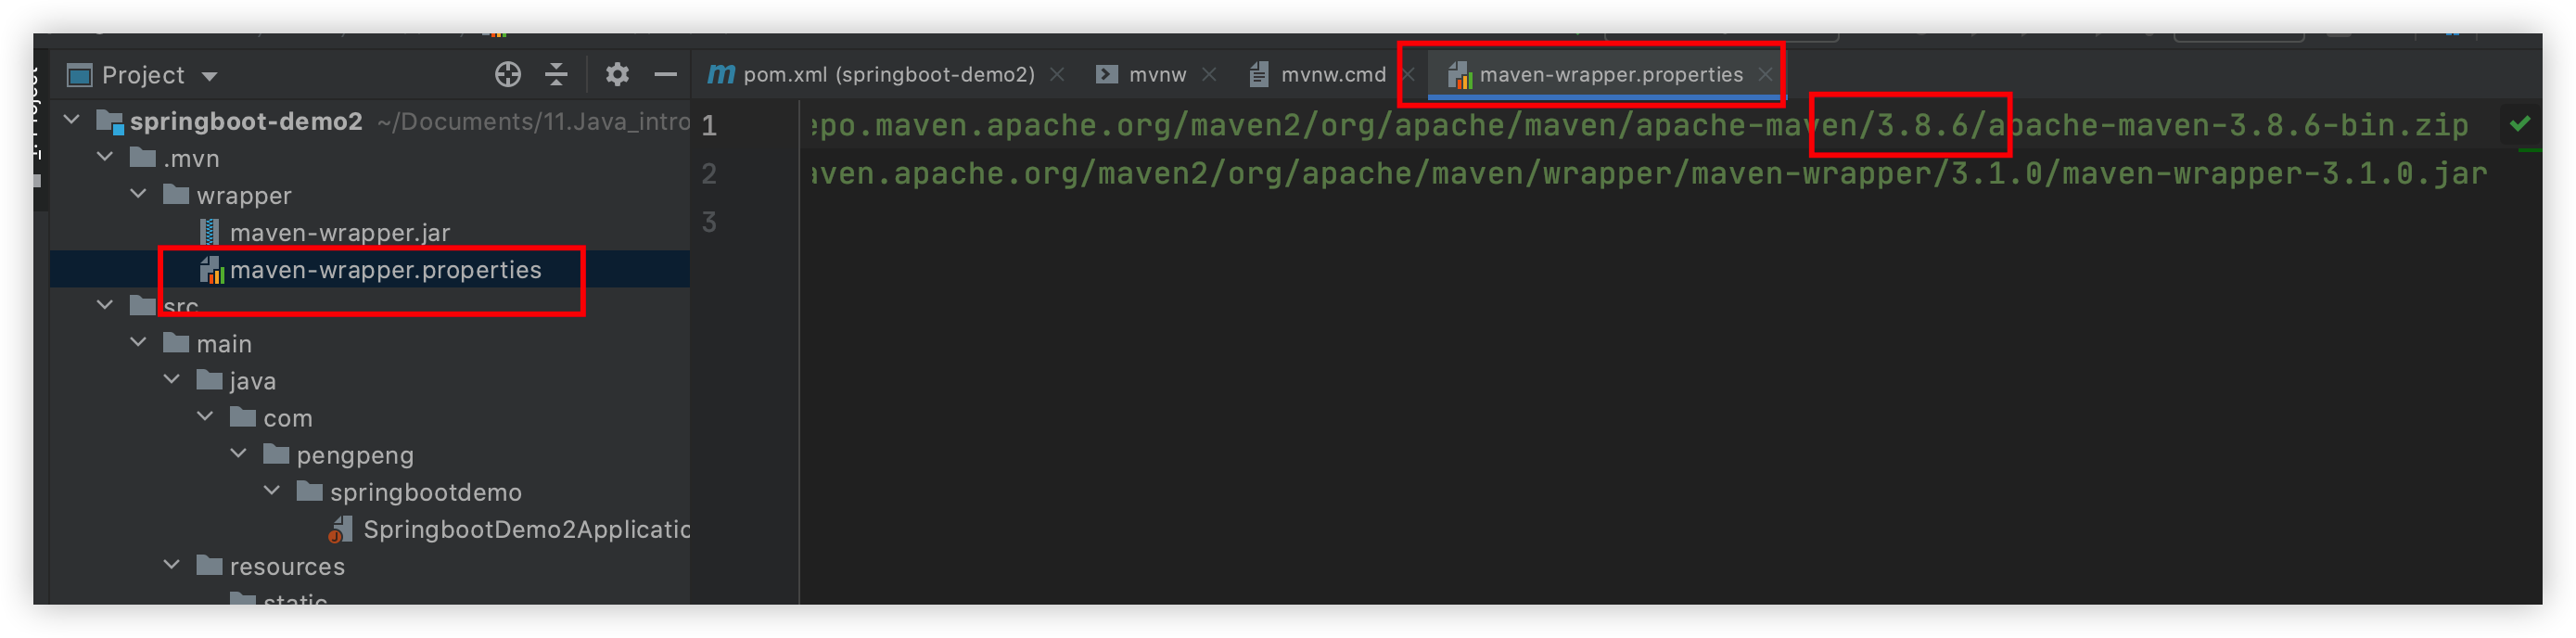 Project
pom.xml (springboot-demo2)
mvnw
mvnw.cmd
maven-wrapper.properties
springboot-demo2 ~/Documents/11.Java_intro
.mvn
wrapper
maven-wrapper.jar
maven-wrapper.properties
src
main
java
com
pengpeng
springbootdemo
SpringbootDemo2Applicatio
resources
static
1 epo.maven.apache.org/maven2/org/apache/maven/apache-maven/3.8.6/apache-maven-3.8.6-bin.zip
2 aven.apache.org/maven2/org/apache/maven/wrapper/maven-wrapper/3.1.0/maven-wrapper-3.1.0.jar
3